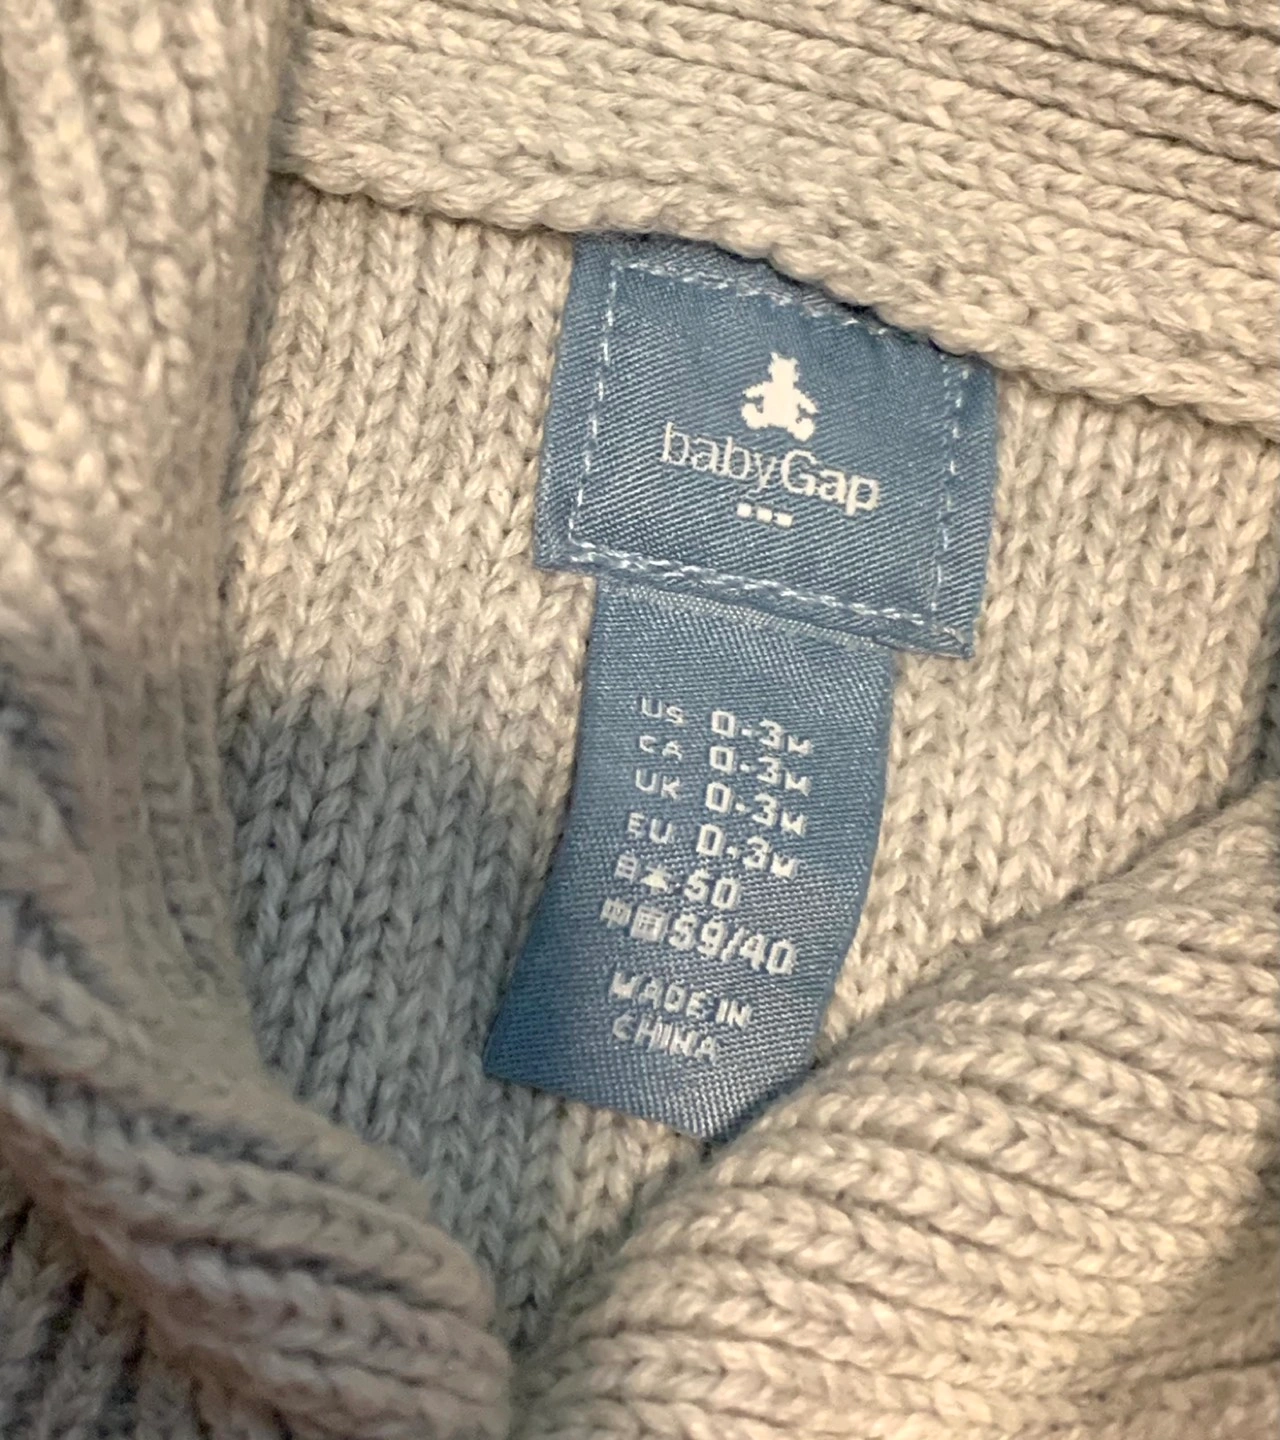 babyGap
US 0-3M
CA 0-3M
UK 0-3M
EU 0-3M
日本 50
中国 59/40
MADE IN
CHINA